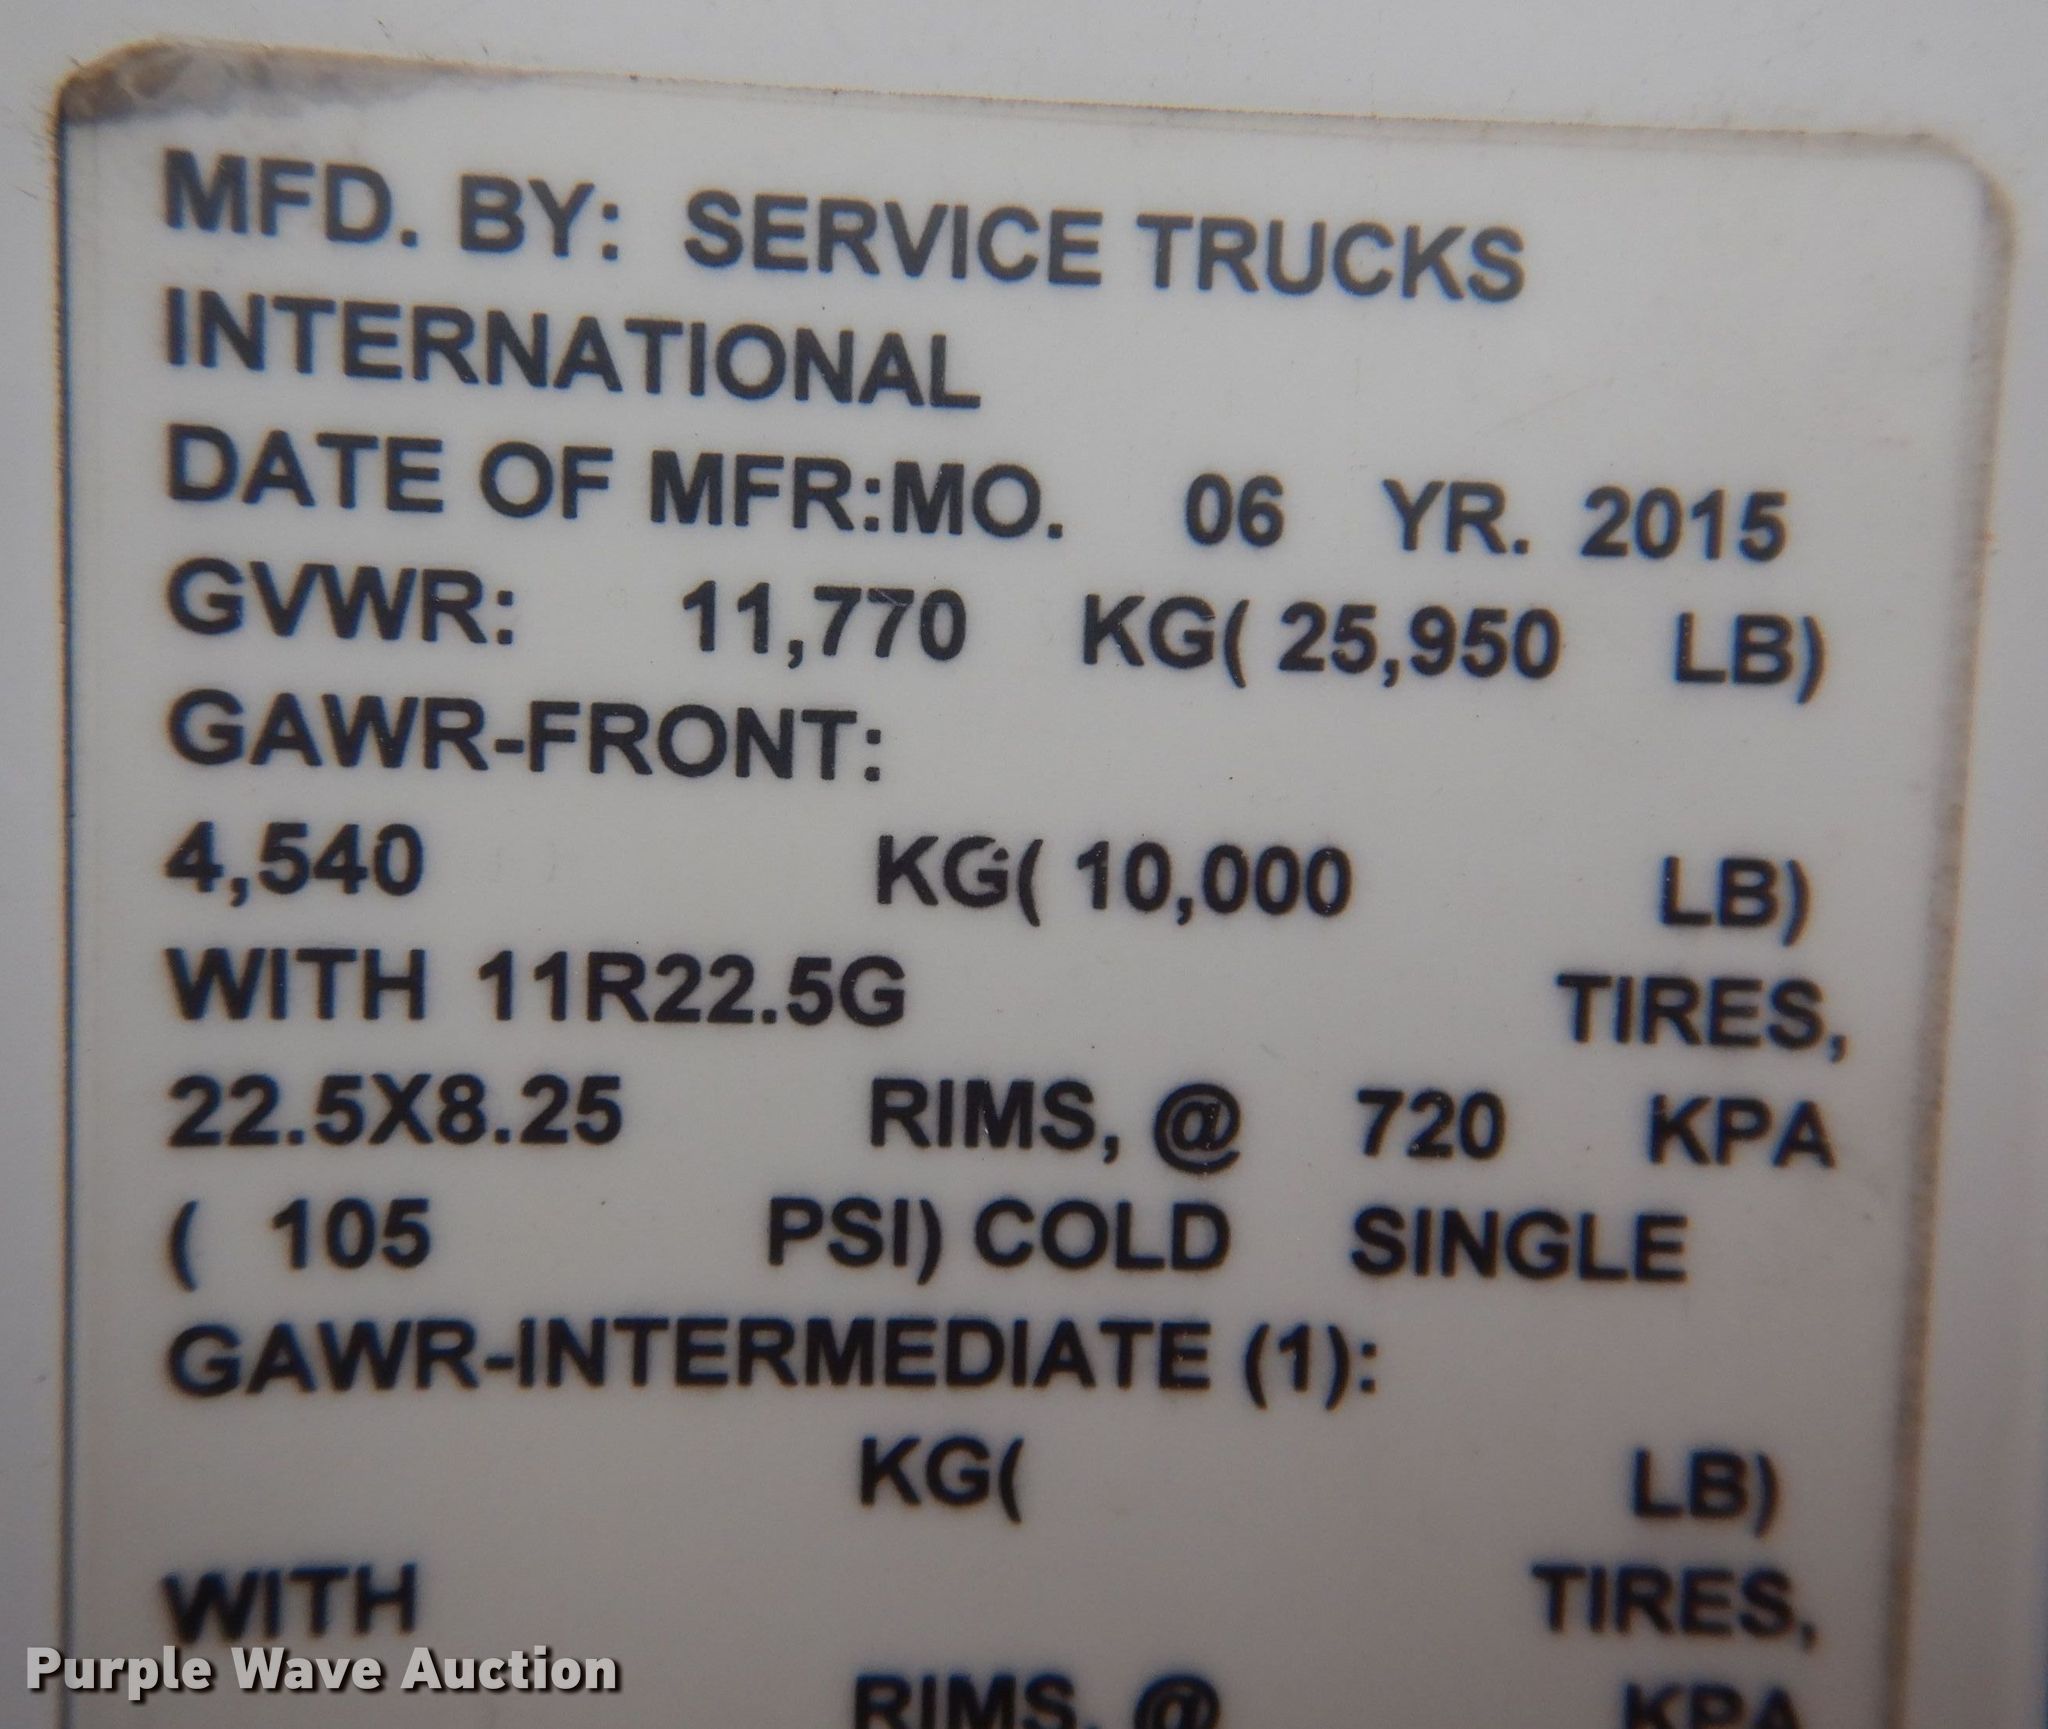 MFD. BY: SERVICE TRUCKS
INTERNATIONAL
DATE OF MFR:MO. 06 YR. 2015
GVWR: 11,770 KG( 25,950 LB)
GAWR-FRONT:
4,540 KG( 10,000 LB)
WITH 11R22.5G TIRES,
22.5X8.25 RIMS, @ 720 KPA
( 105 PSI) COLD SINGLE
GAWR-INTERMEDIATE (1):
KG( LB)
WITH TIRES,
RIMS, @ KPA
Purple Wave Auction